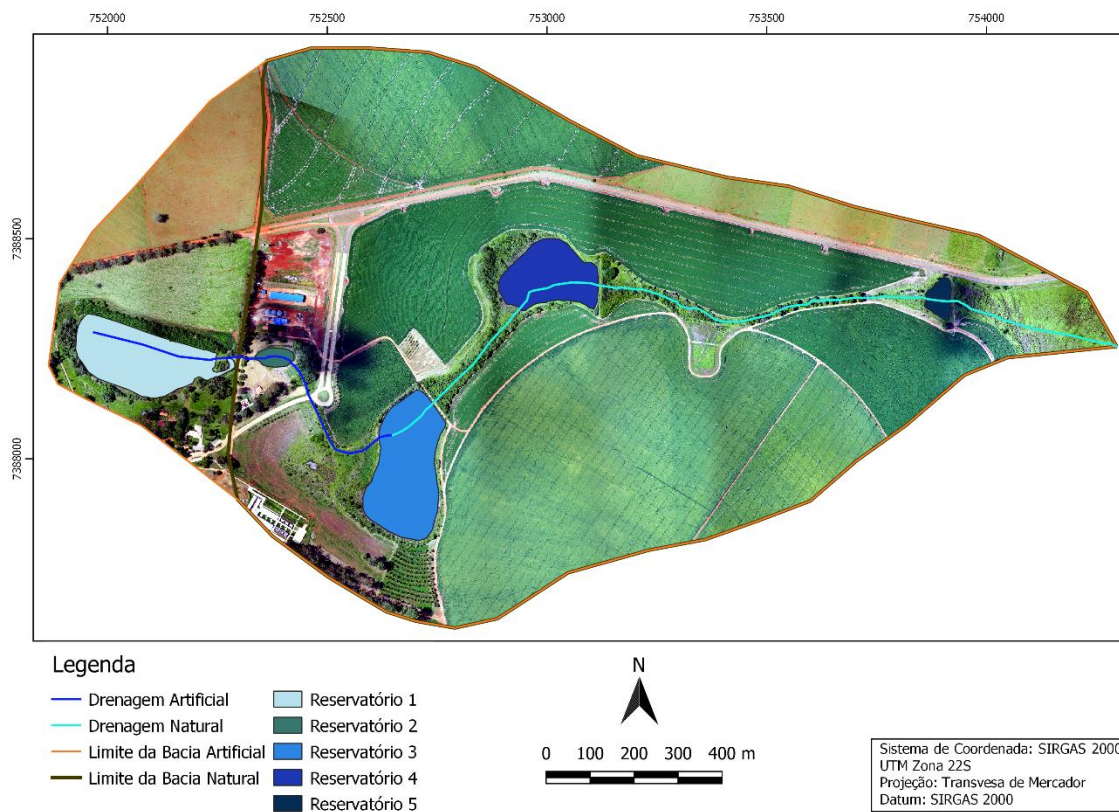 752000 752500 753000 753500 754000
7388500
7388000
Legenda
Drenagem Artificial
Drenagem Natural
Limite da Bacia Artificial
Limite da Bacia Natural
Reservatório 1
Reservatório 2
Reservatório 3
Reservatório 4
Reservatório 5
N
0 100 200 300 400 m
Sistema de Coordenada: SIRGAS 2000
UTM Zona 22S
Projeção: Transvesa de Mercador
Datum: SIRGAS 2000